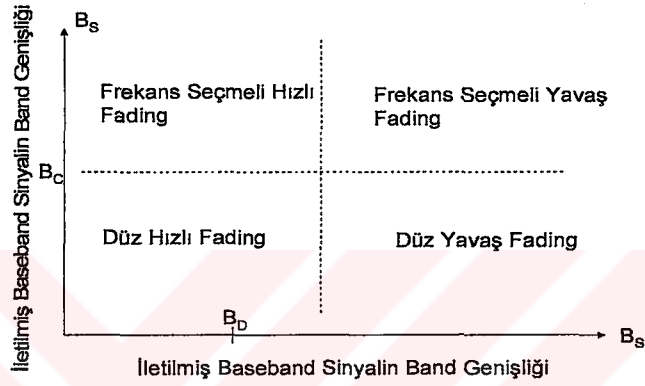 B_S
İletilmiş Baseband Sinyalin Band Genişliği
Frekans Seçmeli Hızlı
Fading
Frekans Seçmeli Yavaş
Fading
B_C
Düz Hızlı Fading
Düz Yavaş Fading
B_D
B_S
İletilmiş Baseband Sinyalin Band Genişliği